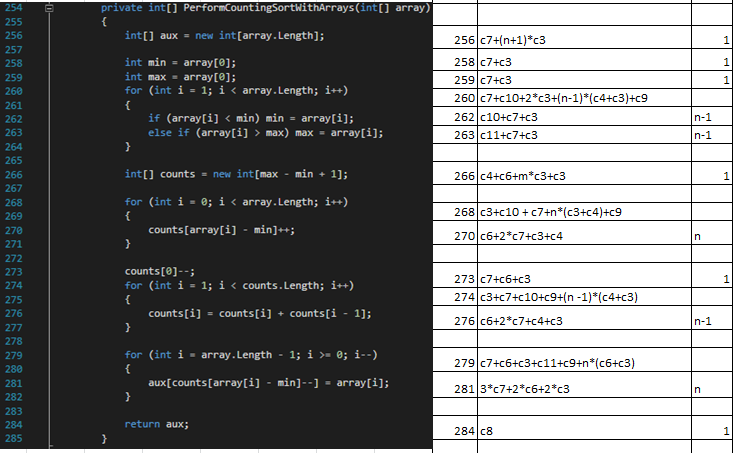 254 private int[] PerformCountingSortWithArrays(int[] array)
255 {
256 int[] aux = new int[array.Length];
257
258 int min = array[0];
259 int max = array[0];
260 for (int i = 1; i < array.Length; i++)
261 {
262 if (array[i] < min) min = array[i];
263 else if (array[i] > max) max = array[i];
264 }
265
266 int[] counts = new int[max - min + 1];
267
268 for (int i = 0; i < array.Length; i++)
269 {
270 counts[array[i] - min]++;
271 }
272
273 counts[0]--;
274 for (int i = 1; i < counts.Length; i++)
275 {
276 counts[i] = counts[i] + counts[i - 1];
277 }
278
279 for (int i = array.Length - 1; i >= 0; i--)
280 {
281 aux[counts[array[i] - min]--] = array[i];
282 }
283
284 return aux;
285 }
256 c7+(n+1)*c3 1
258 c7+c3 1
259 c7+c3 1
260 c7+c10+2*c3+(n-1)*(c4+c3)+c9
262 c10+c7+c3 n-1
263 c11+c7+c3 n-1
266 c4+c6+m*c3+c3 1
268 c3+c10 + c7+n*(c3+c4)+c9
270 c6+2*c7+c3+c4 n
273 c7+c6+c3 1
274 c3+c7+c10+c9+(n -1)*(c4+c3)
276 c6+2*c7+c4+c3 n-1
279 c7+c6+c3+c11+c9+n*(c6+c3)
281 3*c7+2*c6+2*c3 n
284 c8 1